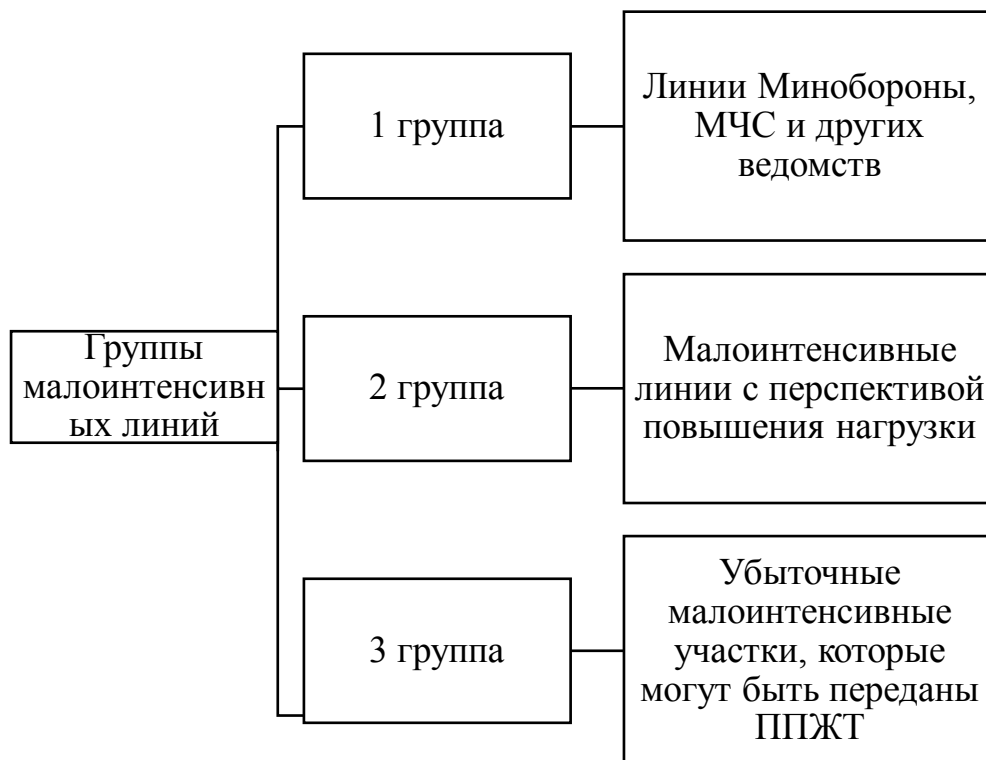 Группы
малоинтенсивн
ых линий
1 группа
Линии Минобороны,
МЧС и других
ведомств
2 группа
Малоинтенсивные
линии с перспективой
повышения нагрузки
3 группа
Убыточные
малоинтенсивные
участки, которые
могут быть переданы
ППЖТ